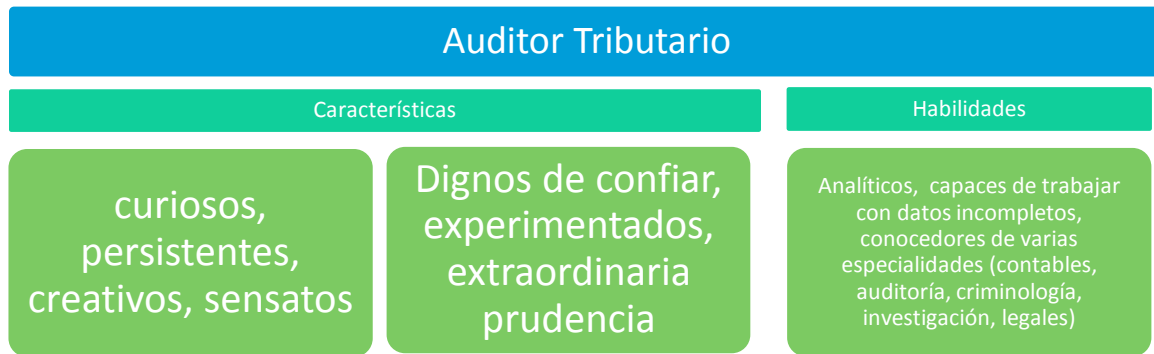 Auditor Tributario
Característíficas
Habilidades
curiosos,
persistentes,
creativos, sensatos
Dignos de confiar,
experimentados,
extraordinaria
prudencia
Analíticos, capaces de trabajar
con datos incompletos,
conocedores de varias
especialidades (contables,
auditoría, criminología,
investigación, legales)